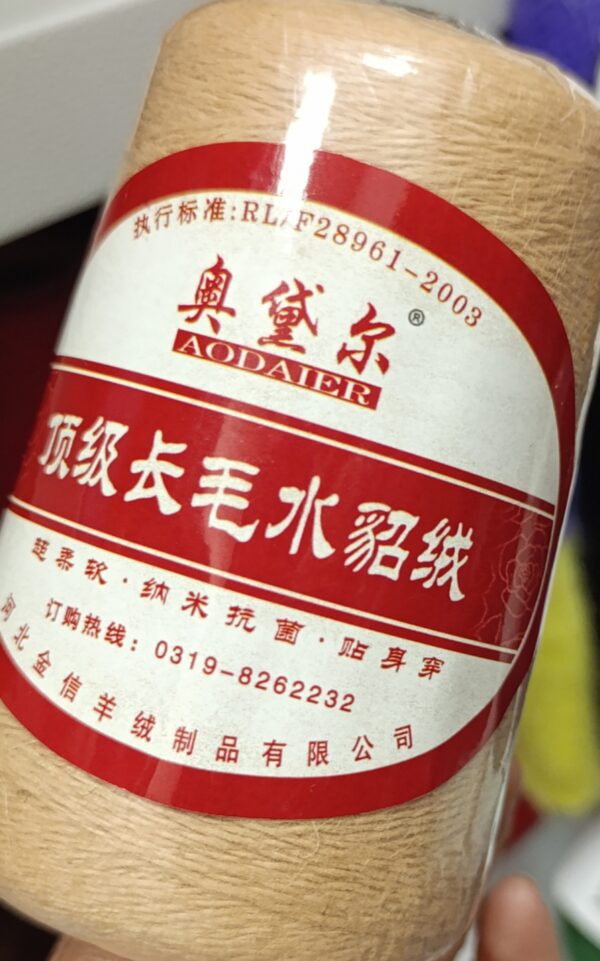 执行标准:RL/F28961-2003
奥黛尔®
AODAIER
顶级长毛水貂绒
超柔软·纳米抗菌·贴身穿
订购热线：0319-8262232
河北金信羊绒制品有限公司